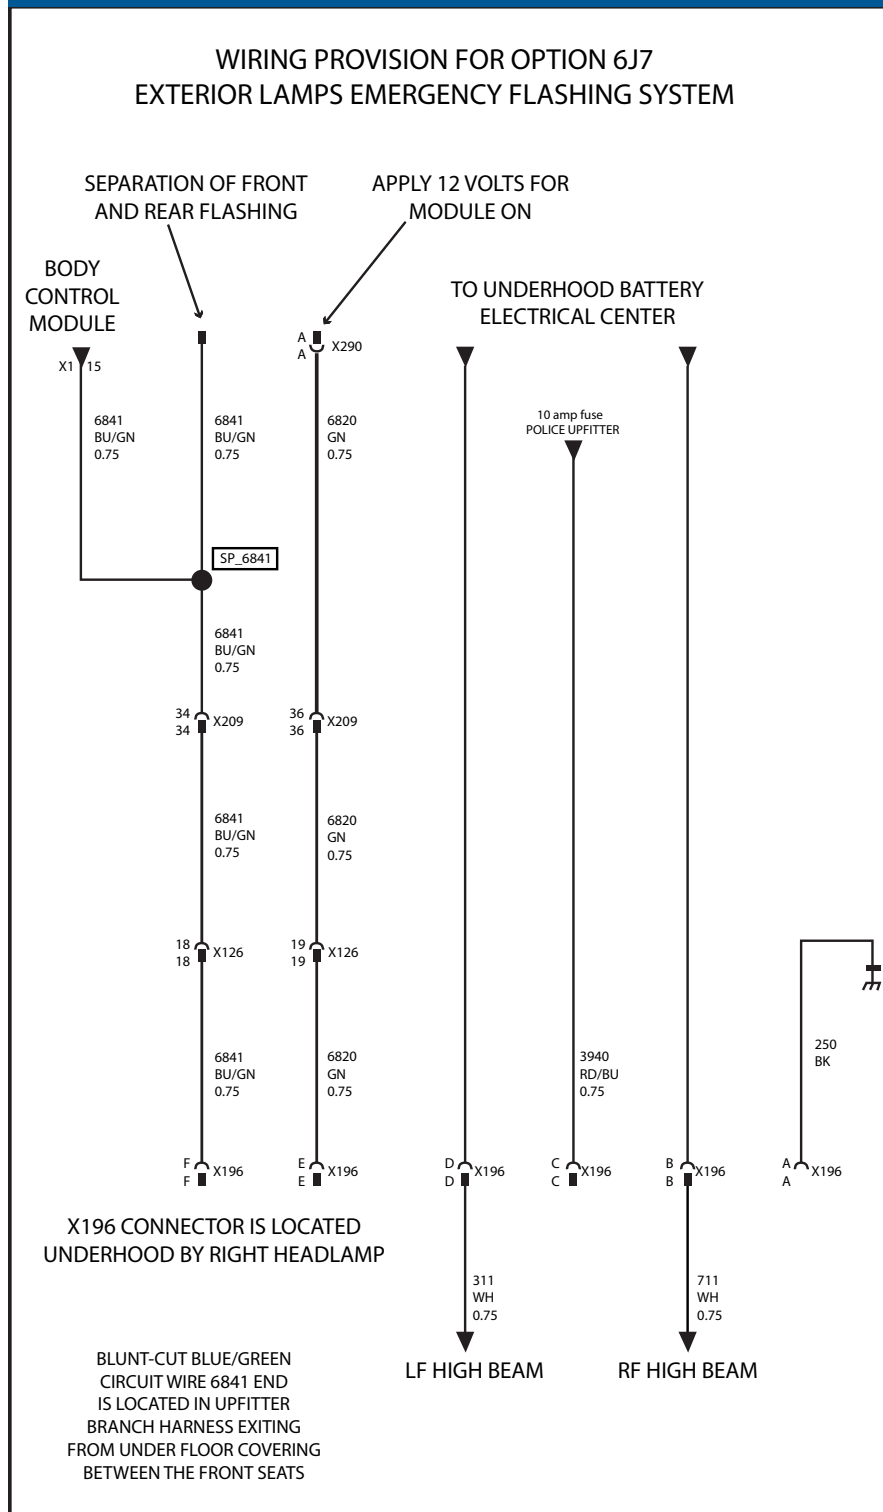 WIRING PROVISION FOR OPTION 6J7
EXTERIOR LAMPS EMERGENCY FLASHING SYSTEM
SEPARATION OF FRONT
AND REAR FLASHING
APPLY 12 VOLTS FOR
MODULE ON
BODY
CONTROL
MODULE
TO UNDERHOOD BATTERY
ELECTRICAL CENTER
X1 15
A
A
X290
10 amp fuse
POLICE UPFITTER
6841
BU/GN
0.75
6841
BU/GN
0.75
6820
GN
0.75
SP_6841
6841
BU/GN
0.75
34
34
X209
36
36
X209
6841
BU/GN
0.75
6820
GN
0.75
18
18
X126
19
19
X126
6841
BU/GN
0.75
6820
GN
0.75
3940
RD/BU
0.75
250
BK
F
F
X196
E
E
X196
D
D
X196
C
C
X196
B
B
X196
A
A
X196
X196 CONNECTOR IS LOCATED
UNDERHOOD BY RIGHT HEADLAMP
311
WH
0.75
711
WH
0.75
LF HIGH BEAM
RF HIGH BEAM
BLUNT-CUT BLUE/GREEN
CIRCUIT WIRE 6841 END
IS LOCATED IN UPFITTER
BRANCH HARNESS EXITING
FROM UNDER FLOOR COVERING
BETWEEN THE FRONT SEATS